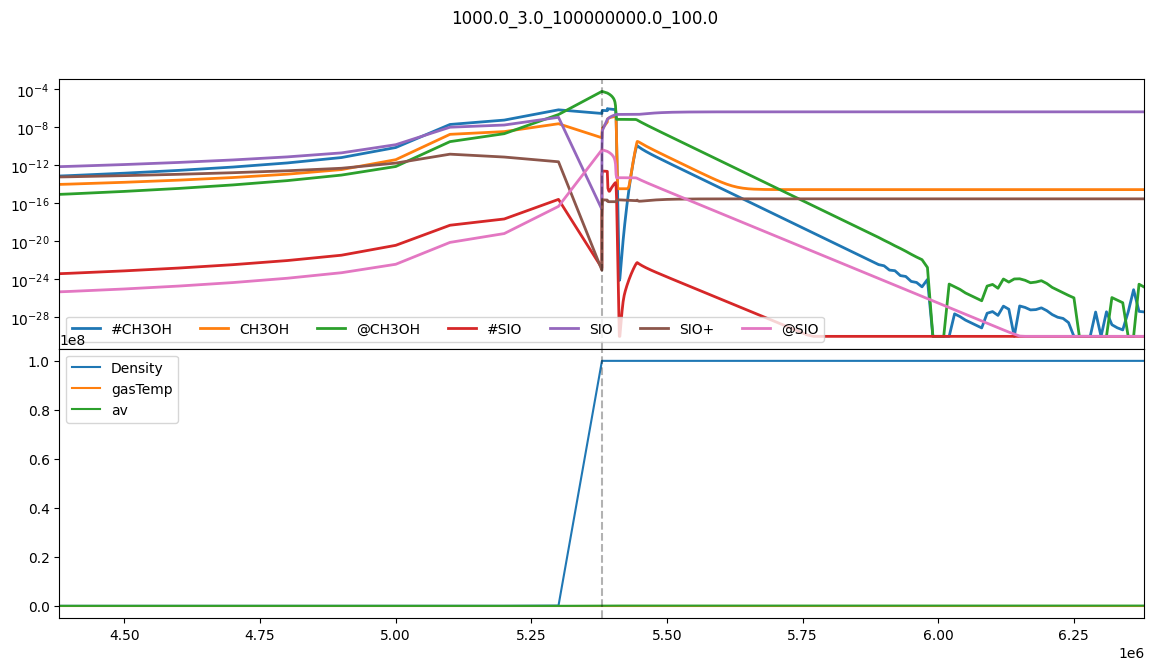 1000.0_3.0_100000000.0_100.0
10⁻⁴
10⁻⁸
10⁻¹²
10⁻¹⁶
10⁻²⁰
10⁻²⁴
10⁻²⁸
#CH3OH CH3OH @CH3OH #SIO SIO SIO+ @SIO
1e8
1.0
0.8
0.6
0.4
0.2
0.0
Density
gasTemp
av
4.50 4.75 5.00 5.25 5.50 5.75 6.00 6.25
1e6